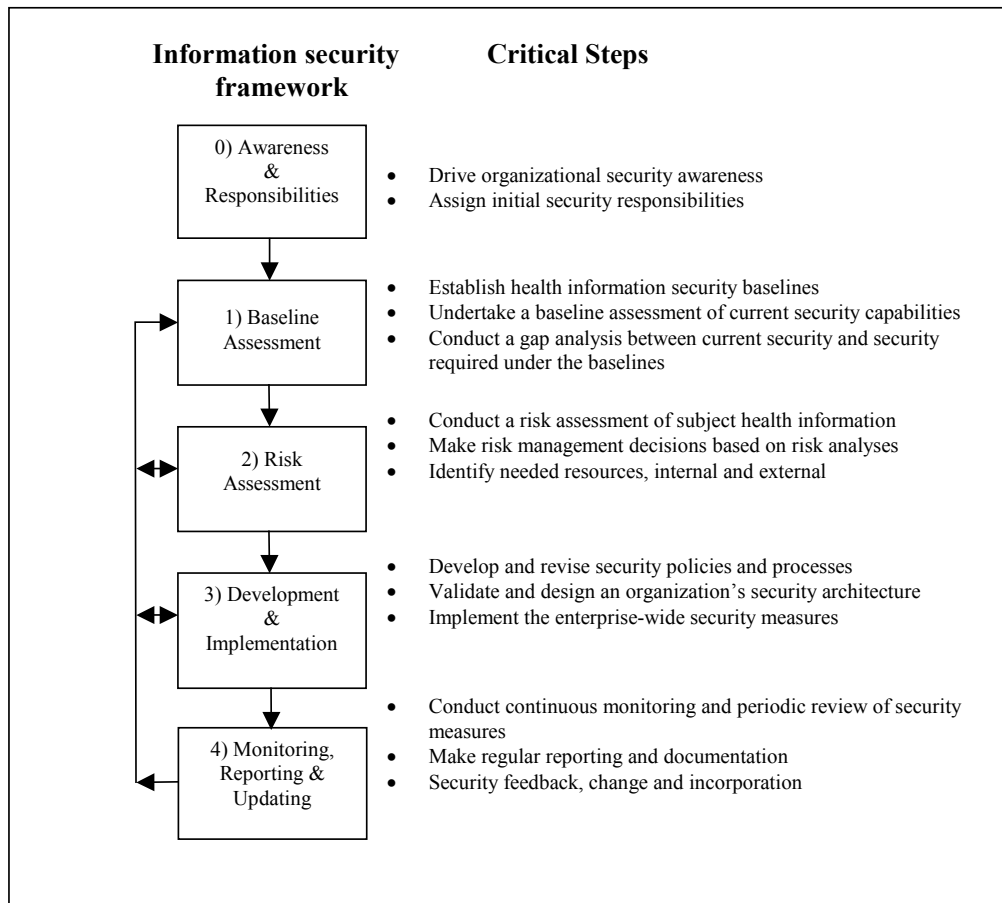 Information security
framework
Critical Steps
0) Awareness
&
Responsibilities
• Drive organizational security awareness
• Assign initial security responsibilities
1) Baseline
Assessment
• Establish health information security baselines
• Undertake a baseline assessment of current security capabilities
• Conduct a gap analysis between current security and security
required under the baselines
2) Risk
Assessment
• Conduct a risk assessment of subject health information
• Make risk management decisions based on risk analyses
• Identify needed resources, internal and external
3) Development
&
Implementation
• Develop and revise security policies and processes
• Validate and design an organization’s security architecture
• Implement the enterprise-wide security measures
4) Monitoring,
Reporting &
Updating
• Conduct continuous monitoring and periodic review of security
measures
• Make regular reporting and documentation
• Security feedback, change and incorporation